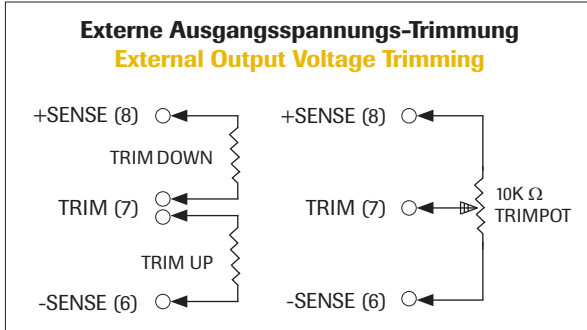 Externe Ausgangsspannungs-Trimmung
External Output Voltage Trimming
+SENSE (8)
TRIM DOWN
TRIM (7)
TRIM UP
-SENSE (6)
+SENSE (8)
TRIM (7)
10K Ω
TRIMPOT
-SENSE (6)